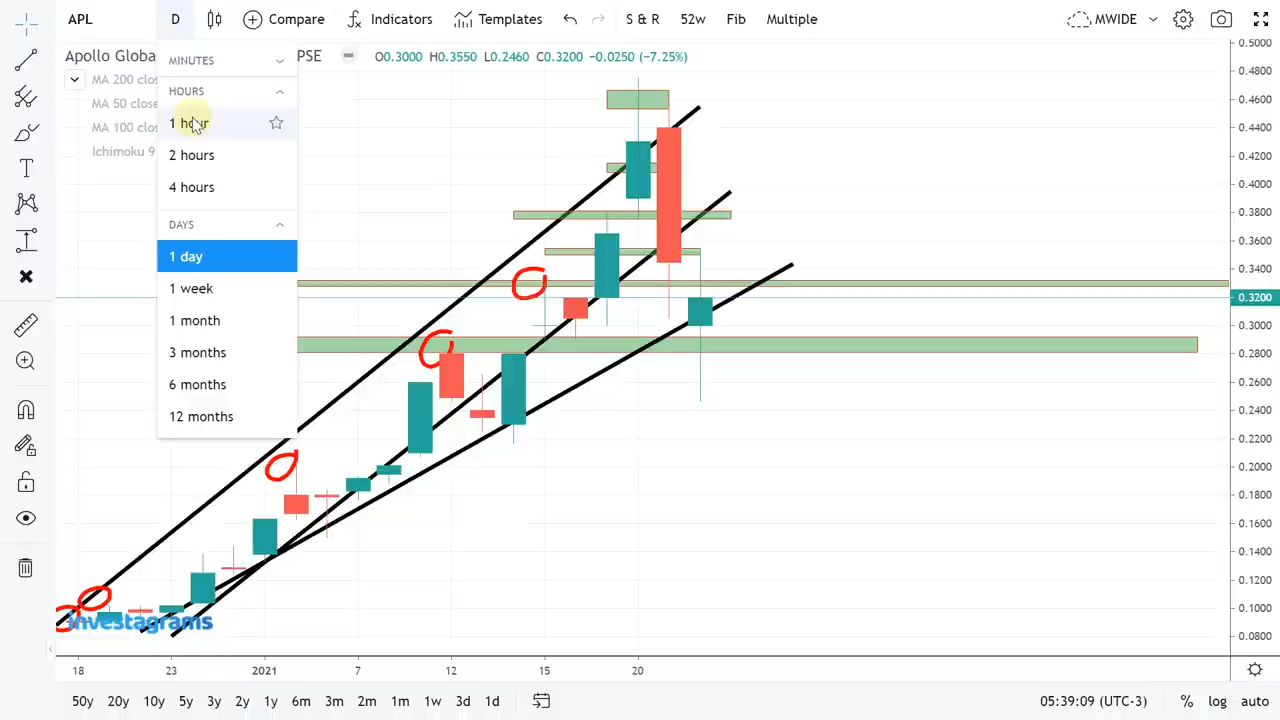 APL D Compare Indicators Templates S & R 52w Fib Multiple MWIDE
Apollo Globa PSE O0.3000 H0.3550 L0.2460 C0.3200 −0.0250 (−7.25%)
MA 200 clos
MA 50 close
MA 100 clos
Ichimoku 9
MINUTES
HOURS
1 hour
2 hours
4 hours
DAYS
1 day
1 week
1 month
3 months
6 months
12 months
0.5000
0.4800
0.4600
0.4400
0.4200
0.4000
0.3800
0.3600
0.3400
0.3200
0.3000
0.2800
0.2600
0.2400
0.2200
0.2000
0.1800
0.1600
0.1400
0.1200
0.1000
0.0800
investagrams
18 23 2021 7 12 15 20
50y 20y 10y 5y 3y 2y 1y 6m 3m 2m 1m 1w 3d 1d 05:39:09 (UTC-3) % log auto